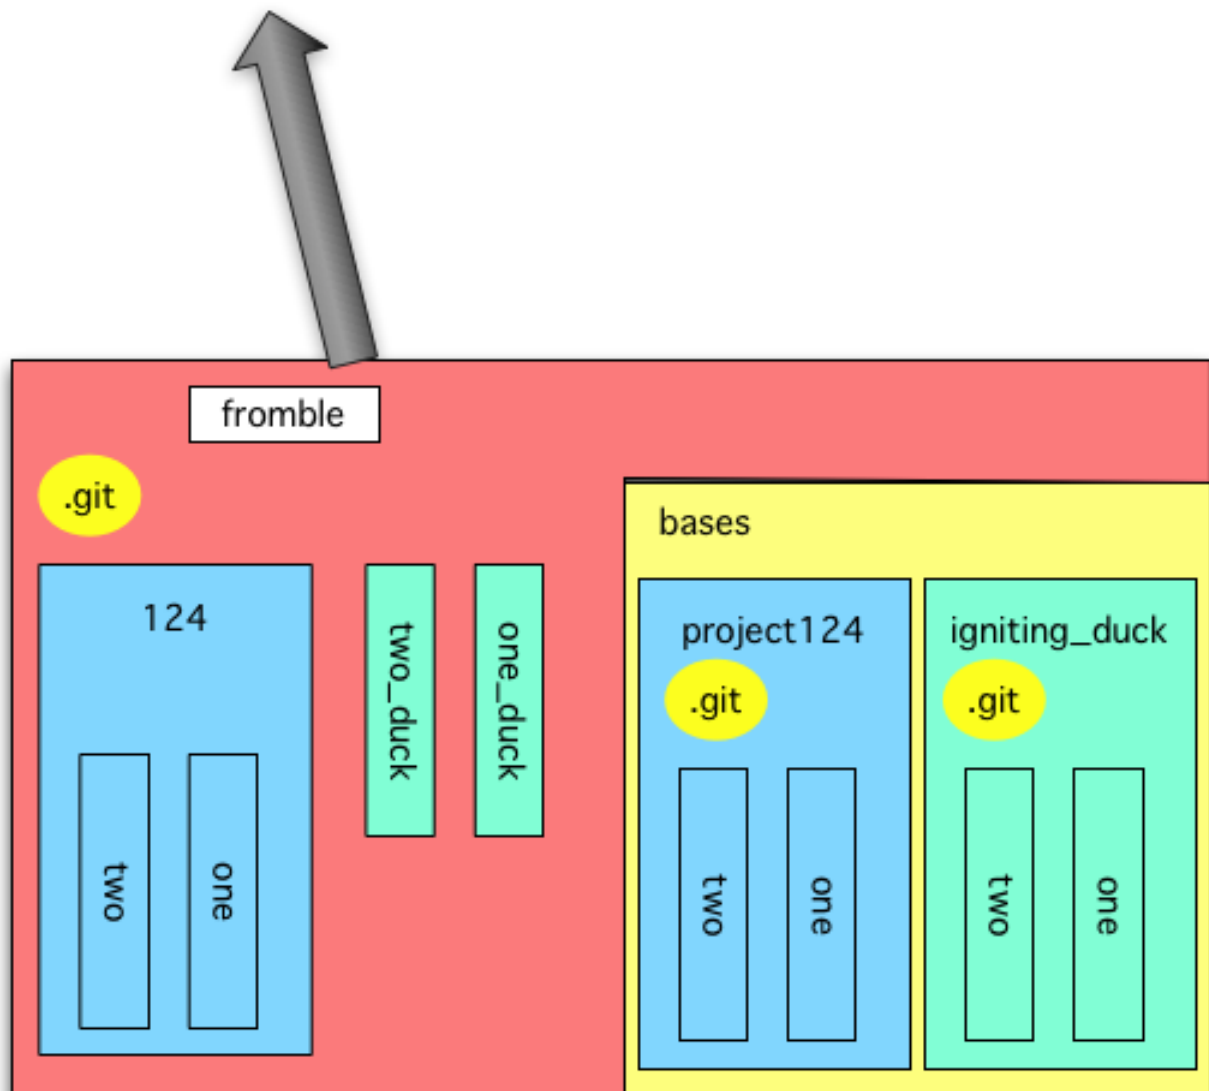 fromble
.git
bases
124
two_duck
one_duck
project124
igniting_duck
.git
.git
two
one
two
one
two
one